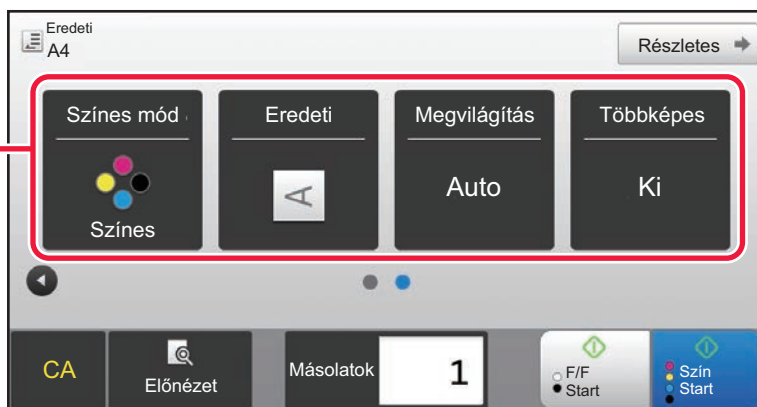 Eredeti
A4
Részletes
Színes mód
Színes
Eredeti
A
Megvilágítás
Auto
Többképes
Ki
CA
Előnézet
Másolatok
1
F/F
Start
Szín
Start